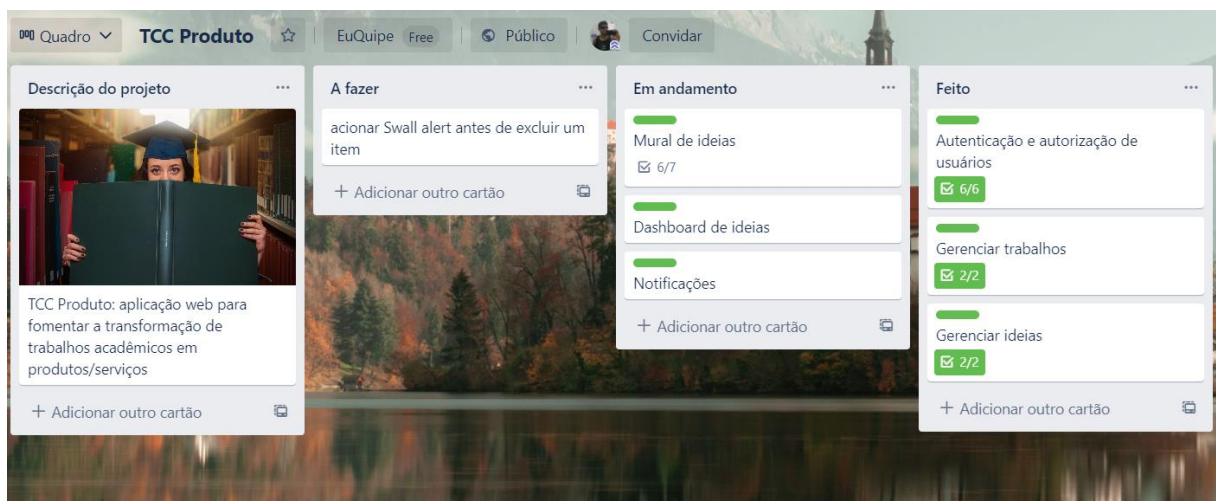 Quadro
TCC Produto
EuQuipe Free
Público
Convidar
Descrição do projeto
TCC Produto: aplicação web para
fomentar a transformação de
trabalhos acadêmicos em
produtos/serviços
+ Adicionar outro cartão
A fazer
acionar Swall alert antes de excluir um
item
+ Adicionar outro cartão
Em andamento
Mural de ideias
6/7
Dashboard de ideias
Notificações
+ Adicionar outro cartão
Feito
Autenticação e autorização de
usuários
6/6
Gerenciar trabalhos
2/2
Gerenciar ideias
2/2
+ Adicionar outro cartão